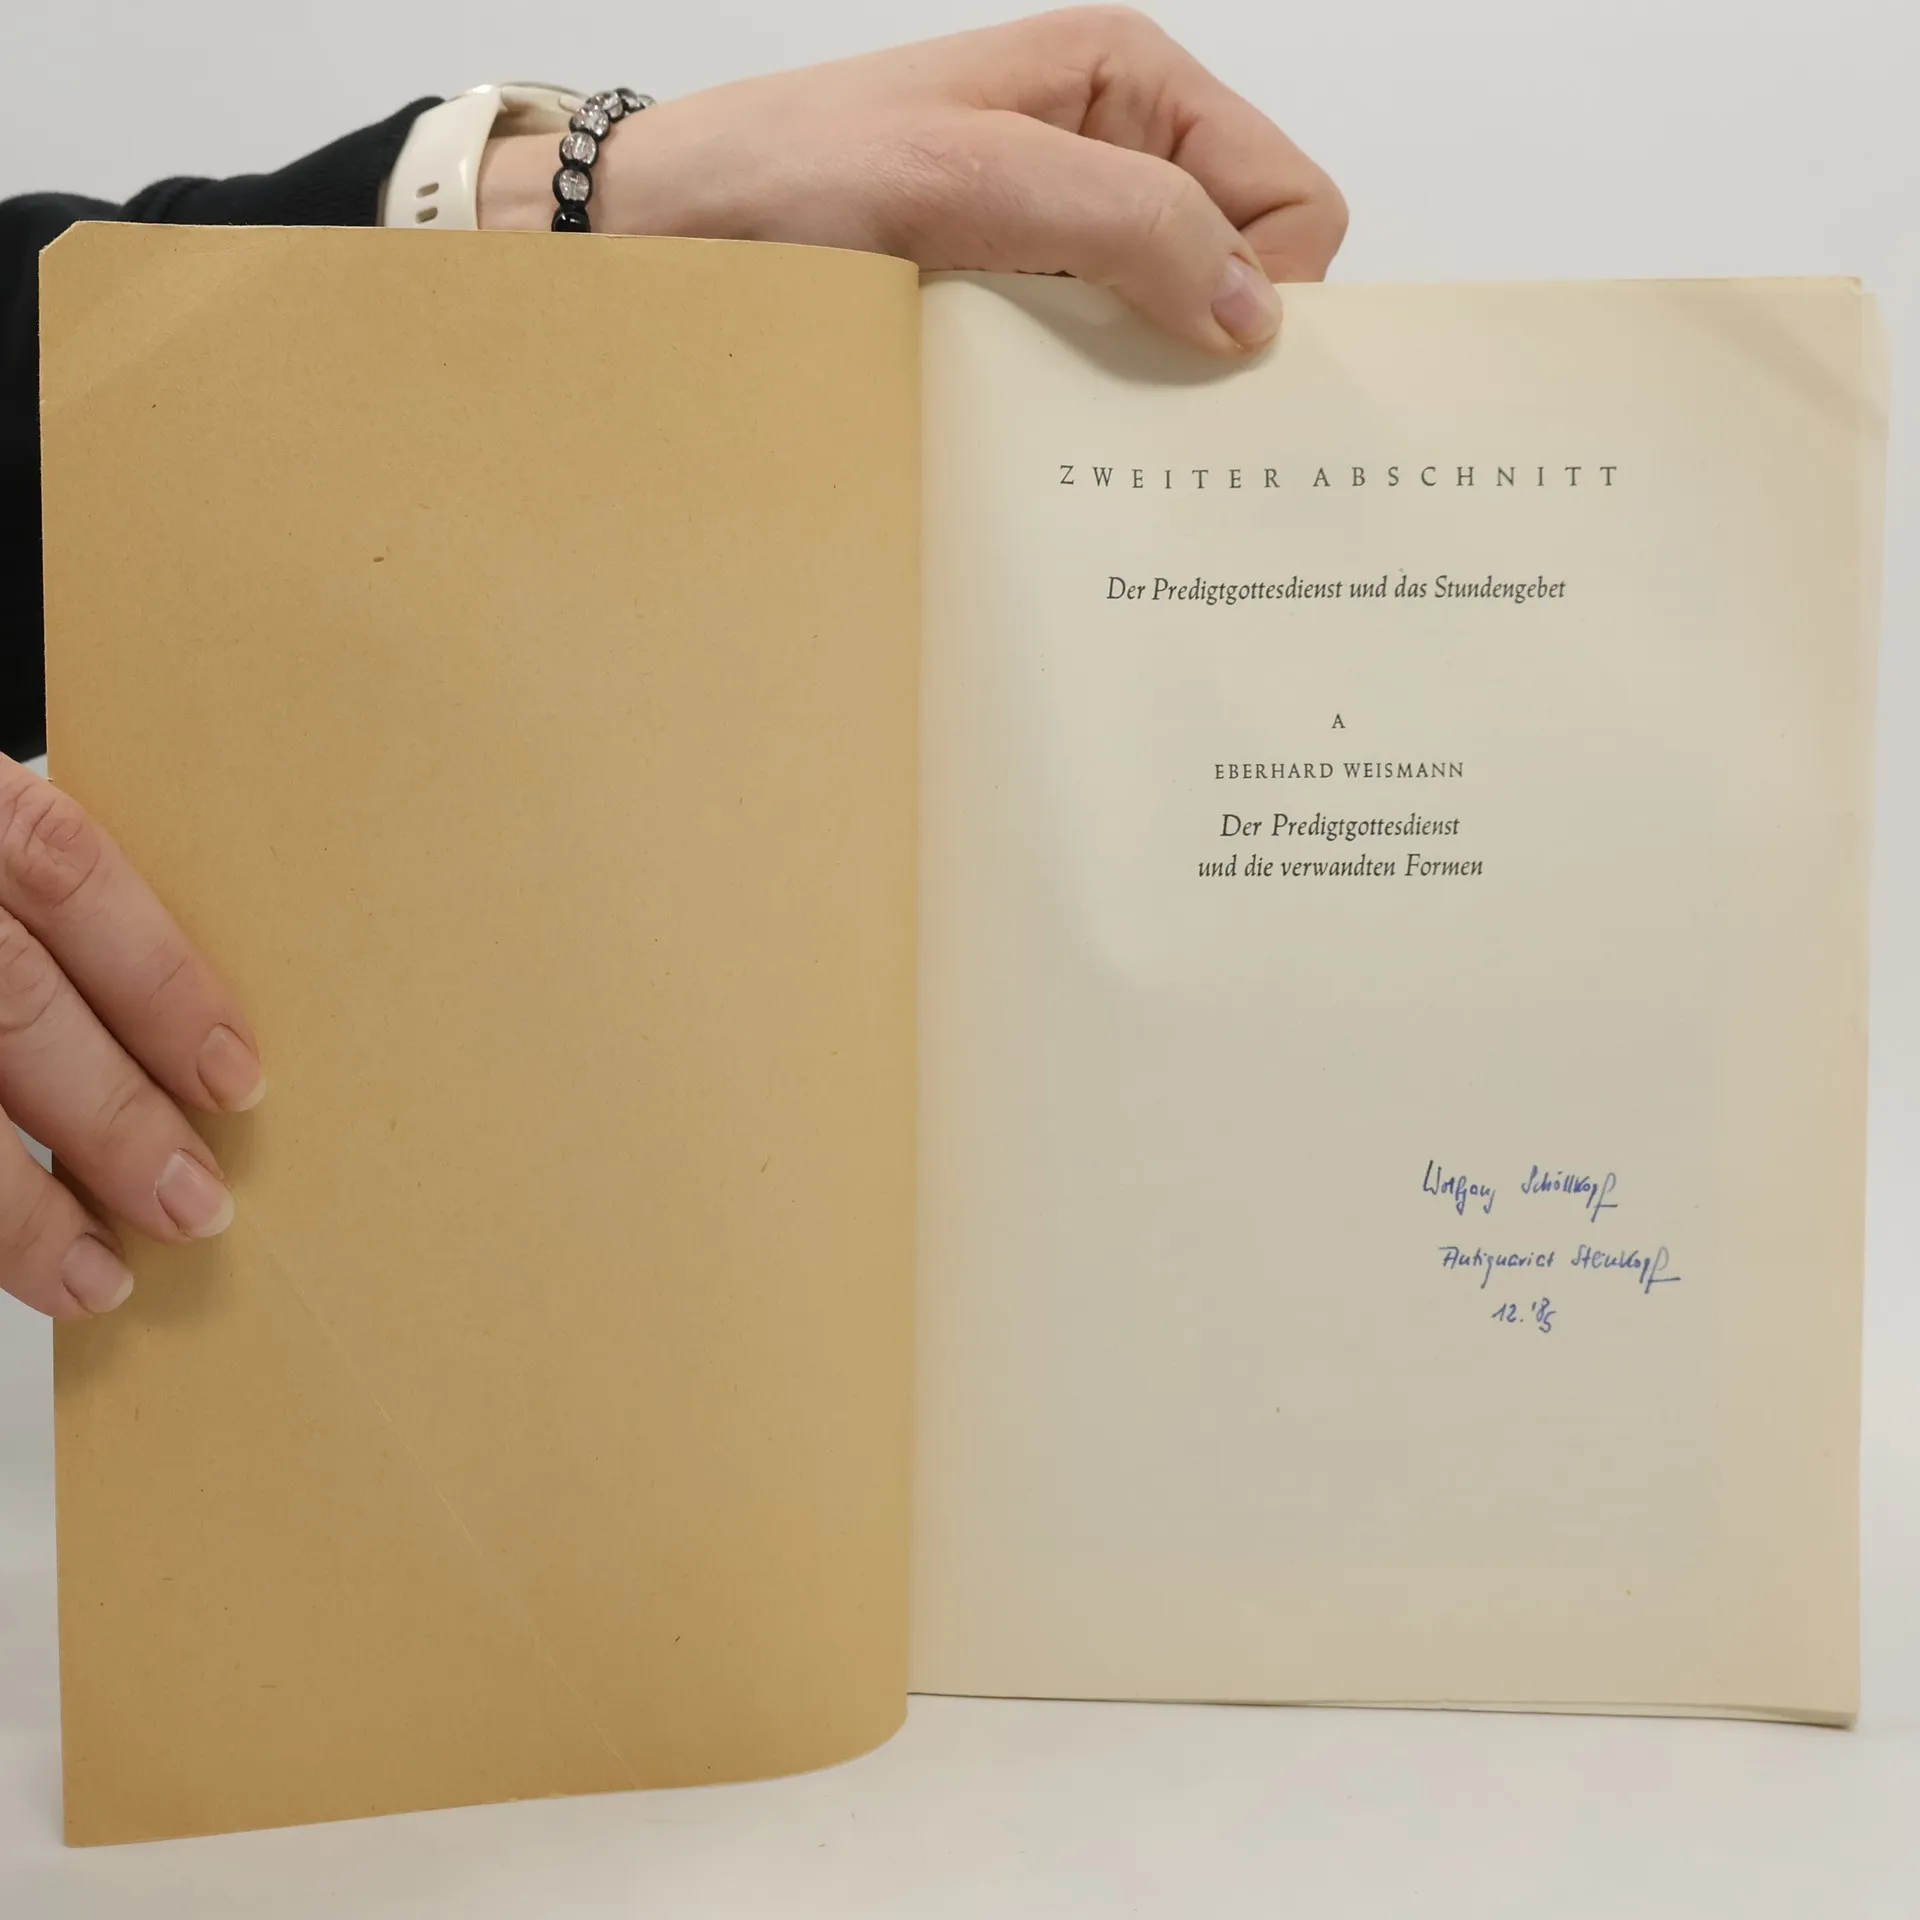 ZWEITER ABSCHNITT
Der Predigtgottesdienst und das Stundengebet
A
EBERHARD WEISMANN
Der Predigtgottesdienst
und die verwandten Formen
Wolfgang Schöllkopf
Antiquariat Steinkopf
12. '85